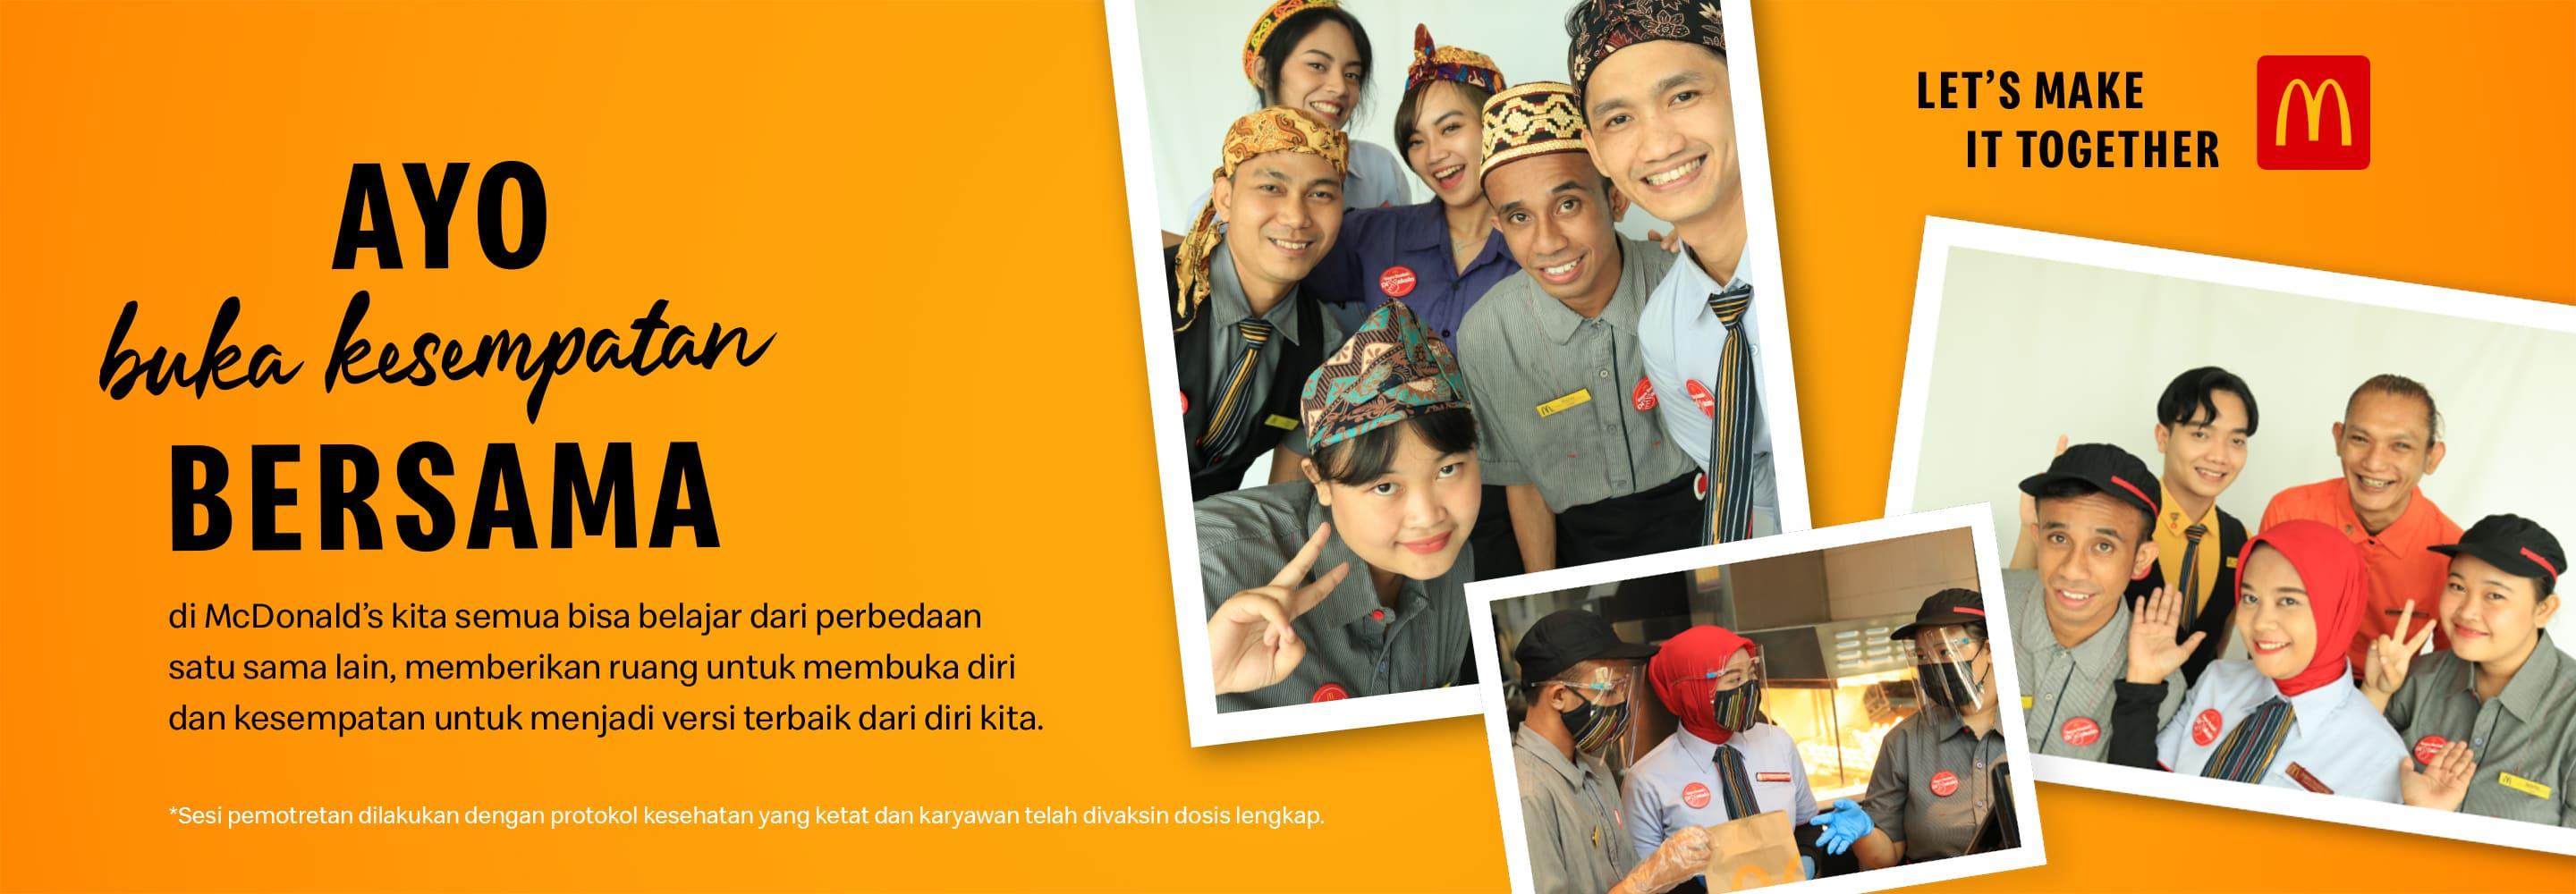 AYO
buka kesempatan
BERSAMA
di McDonald's kita semua bisa belajar dari perbedaan
satu sama lain, memberikan ruang untuk membuka diri
dan kesempatan untuk menjadi versi terbaik dari diri kita.
*Sesi pemotretan dilakukan dengan protokol kesehatan yang ketat dan karyawan telah divaksin dosis lengkap.
LET'S MAKE
IT TOGETHER